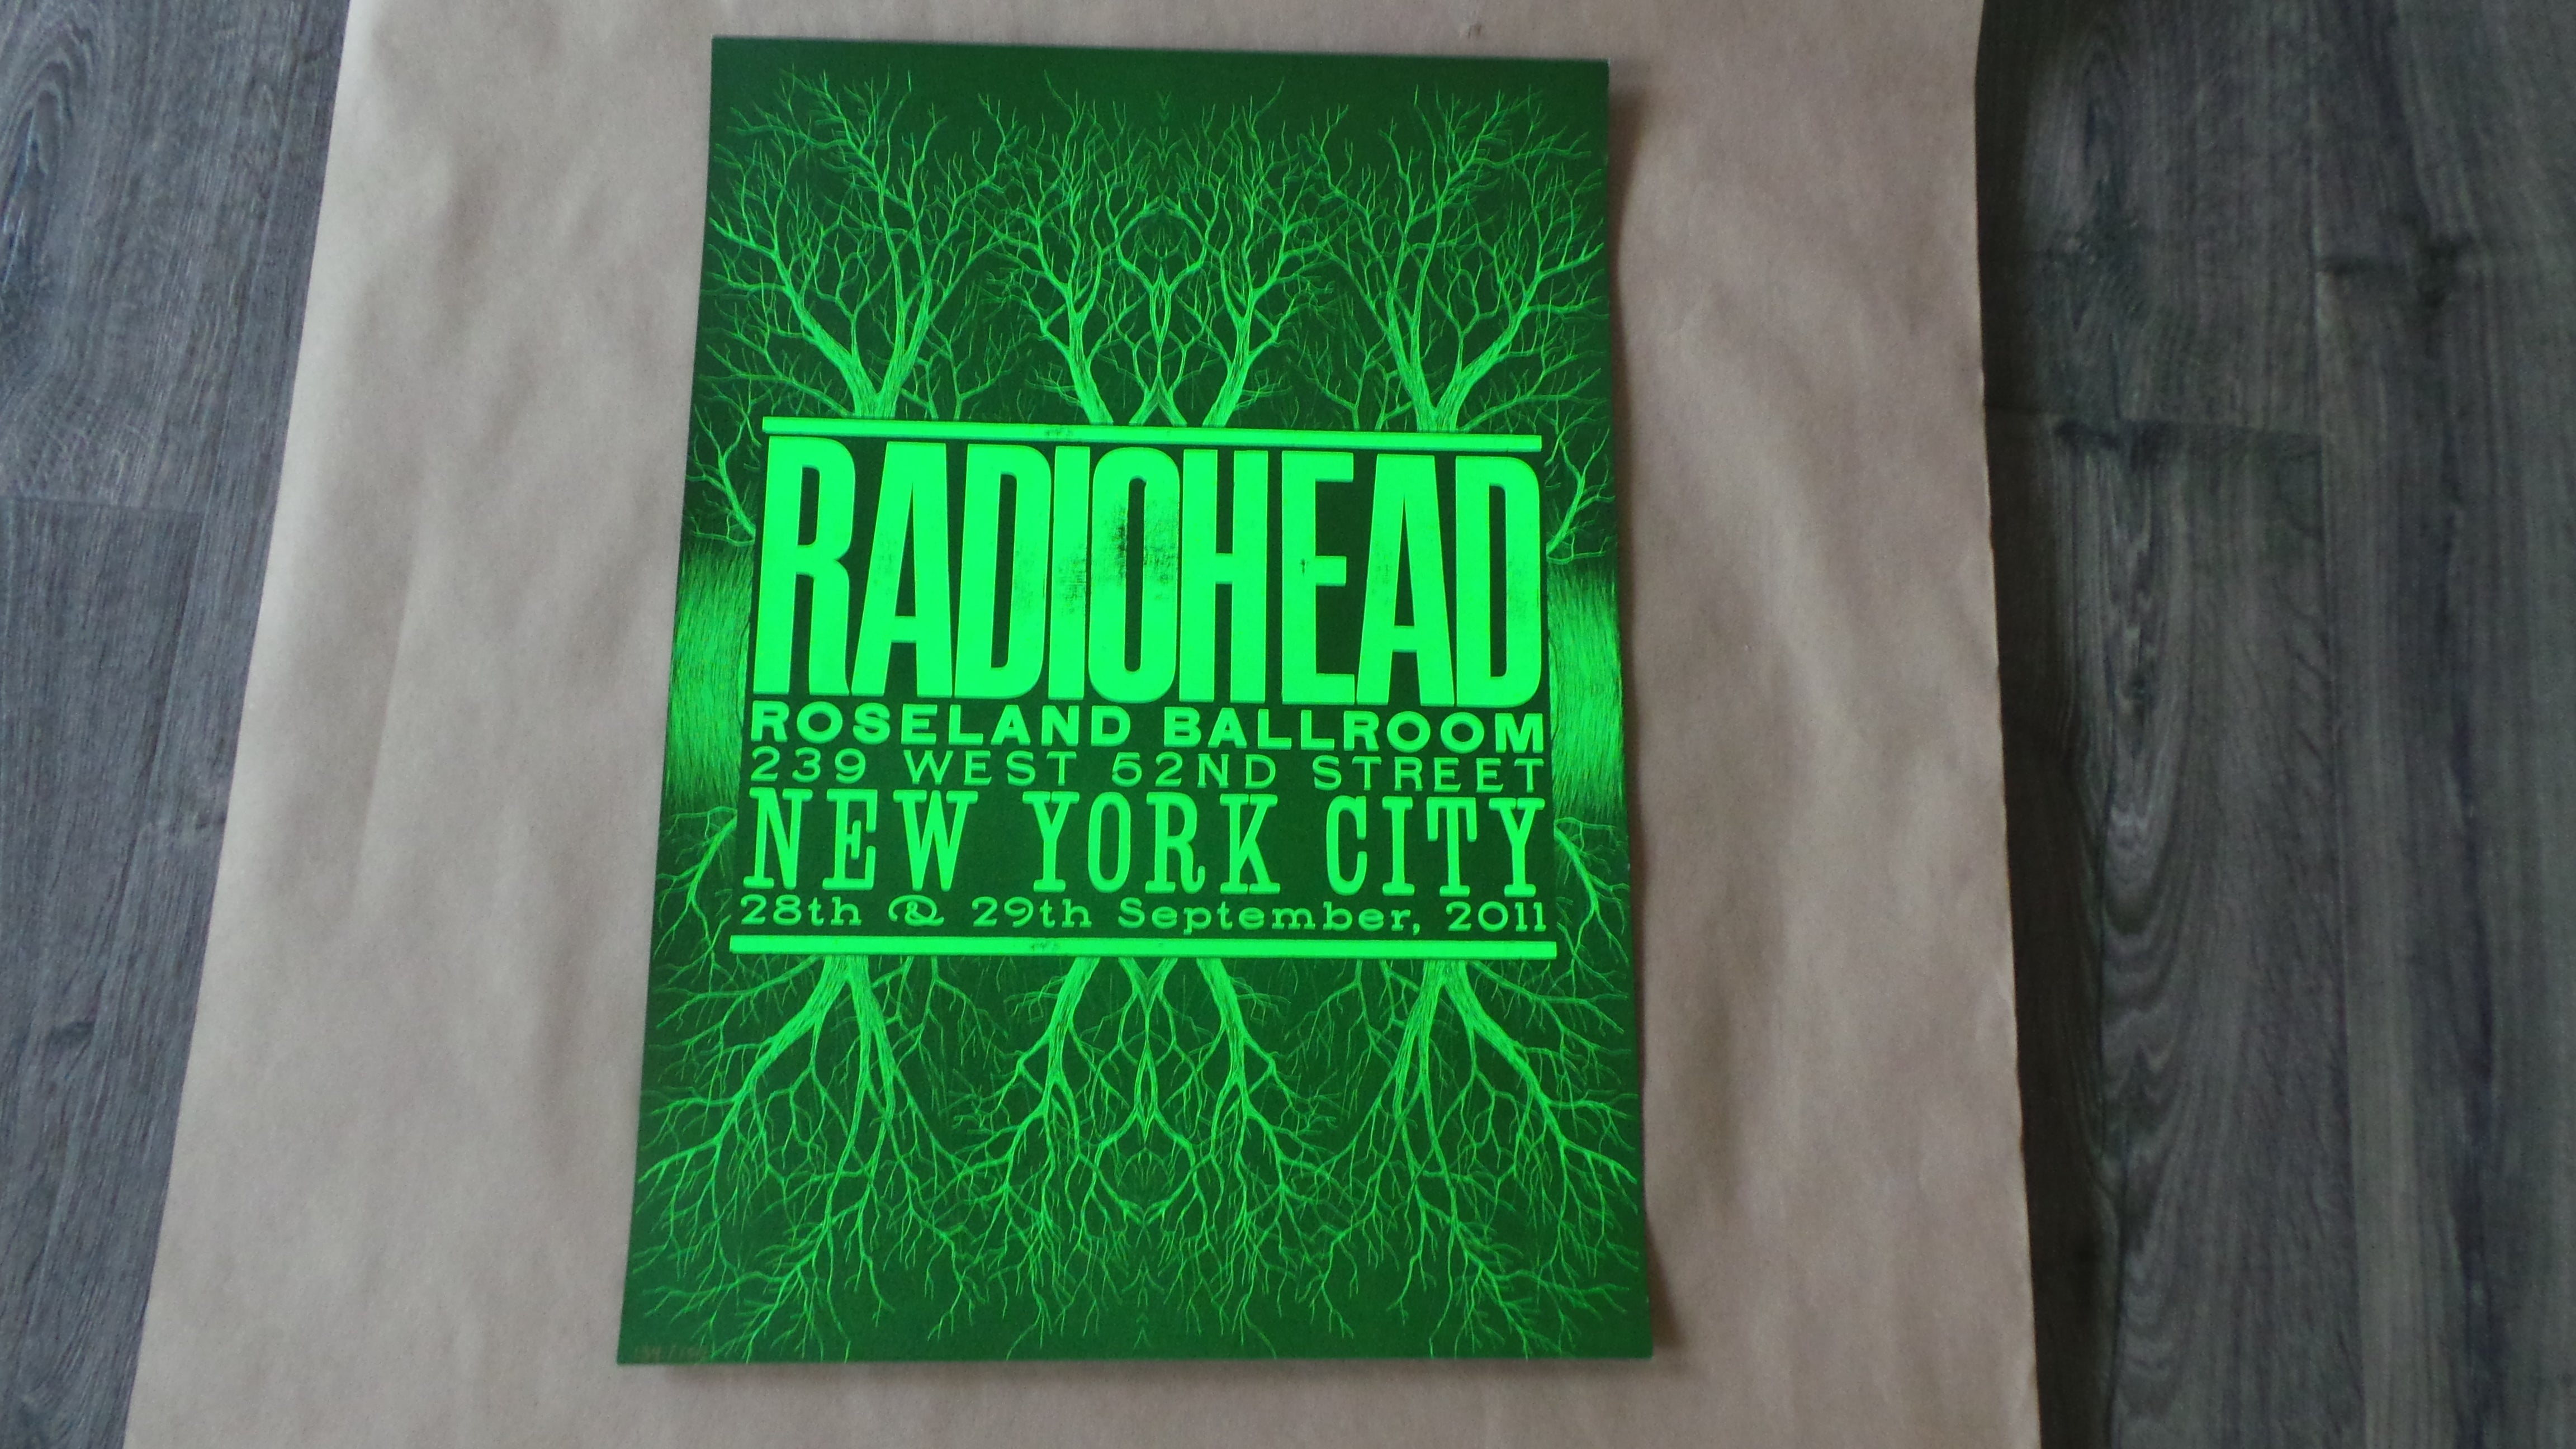 RADIOHEAD
ROSELAND BALLROOM
239 WEST 52ND STREET
NEW YORK CITY
28th & 29th September, 2011